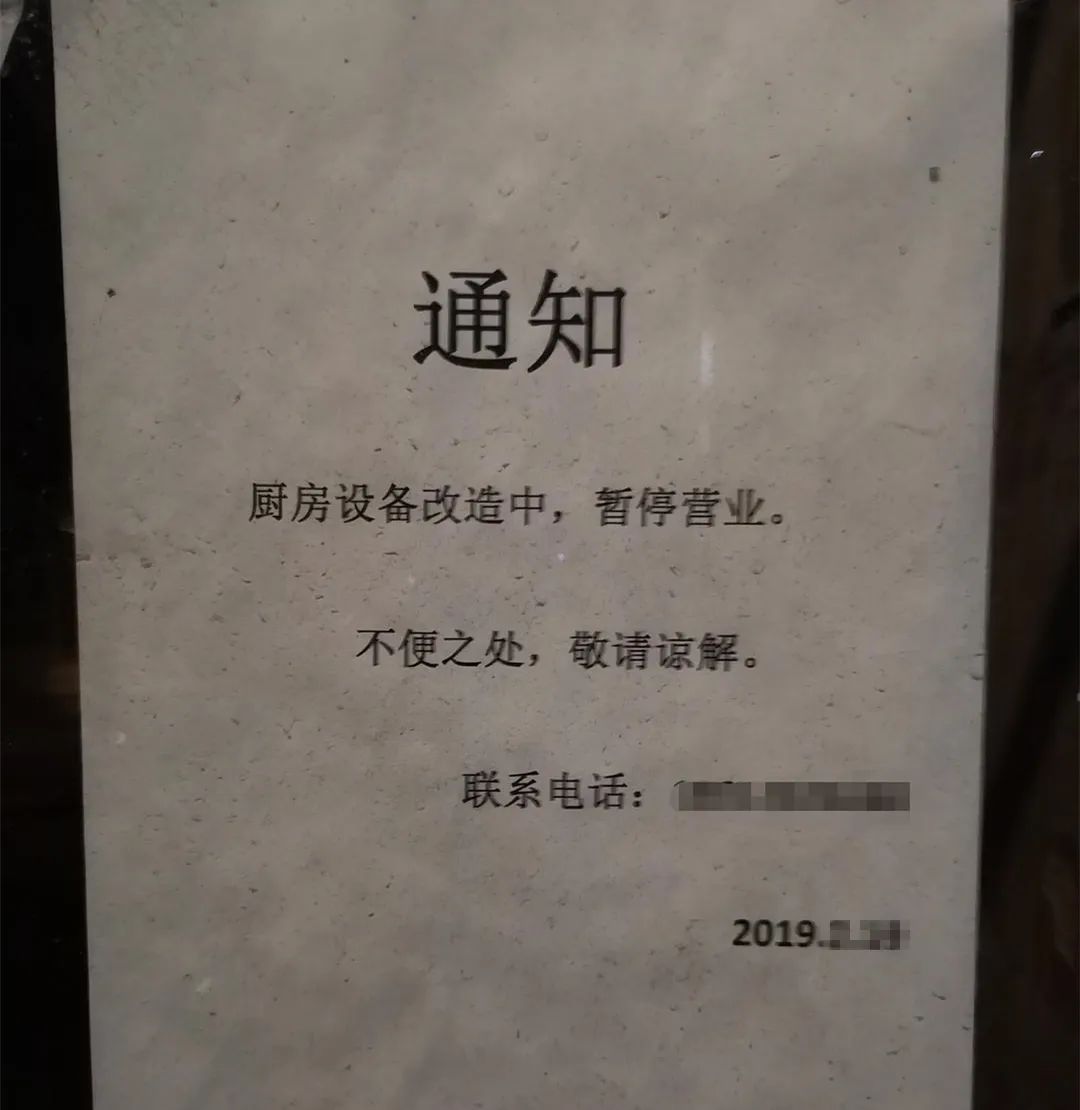 通知
厨房设备改造中，暂停营业。
不便之处，敬请谅解。
联系电话：
2019.